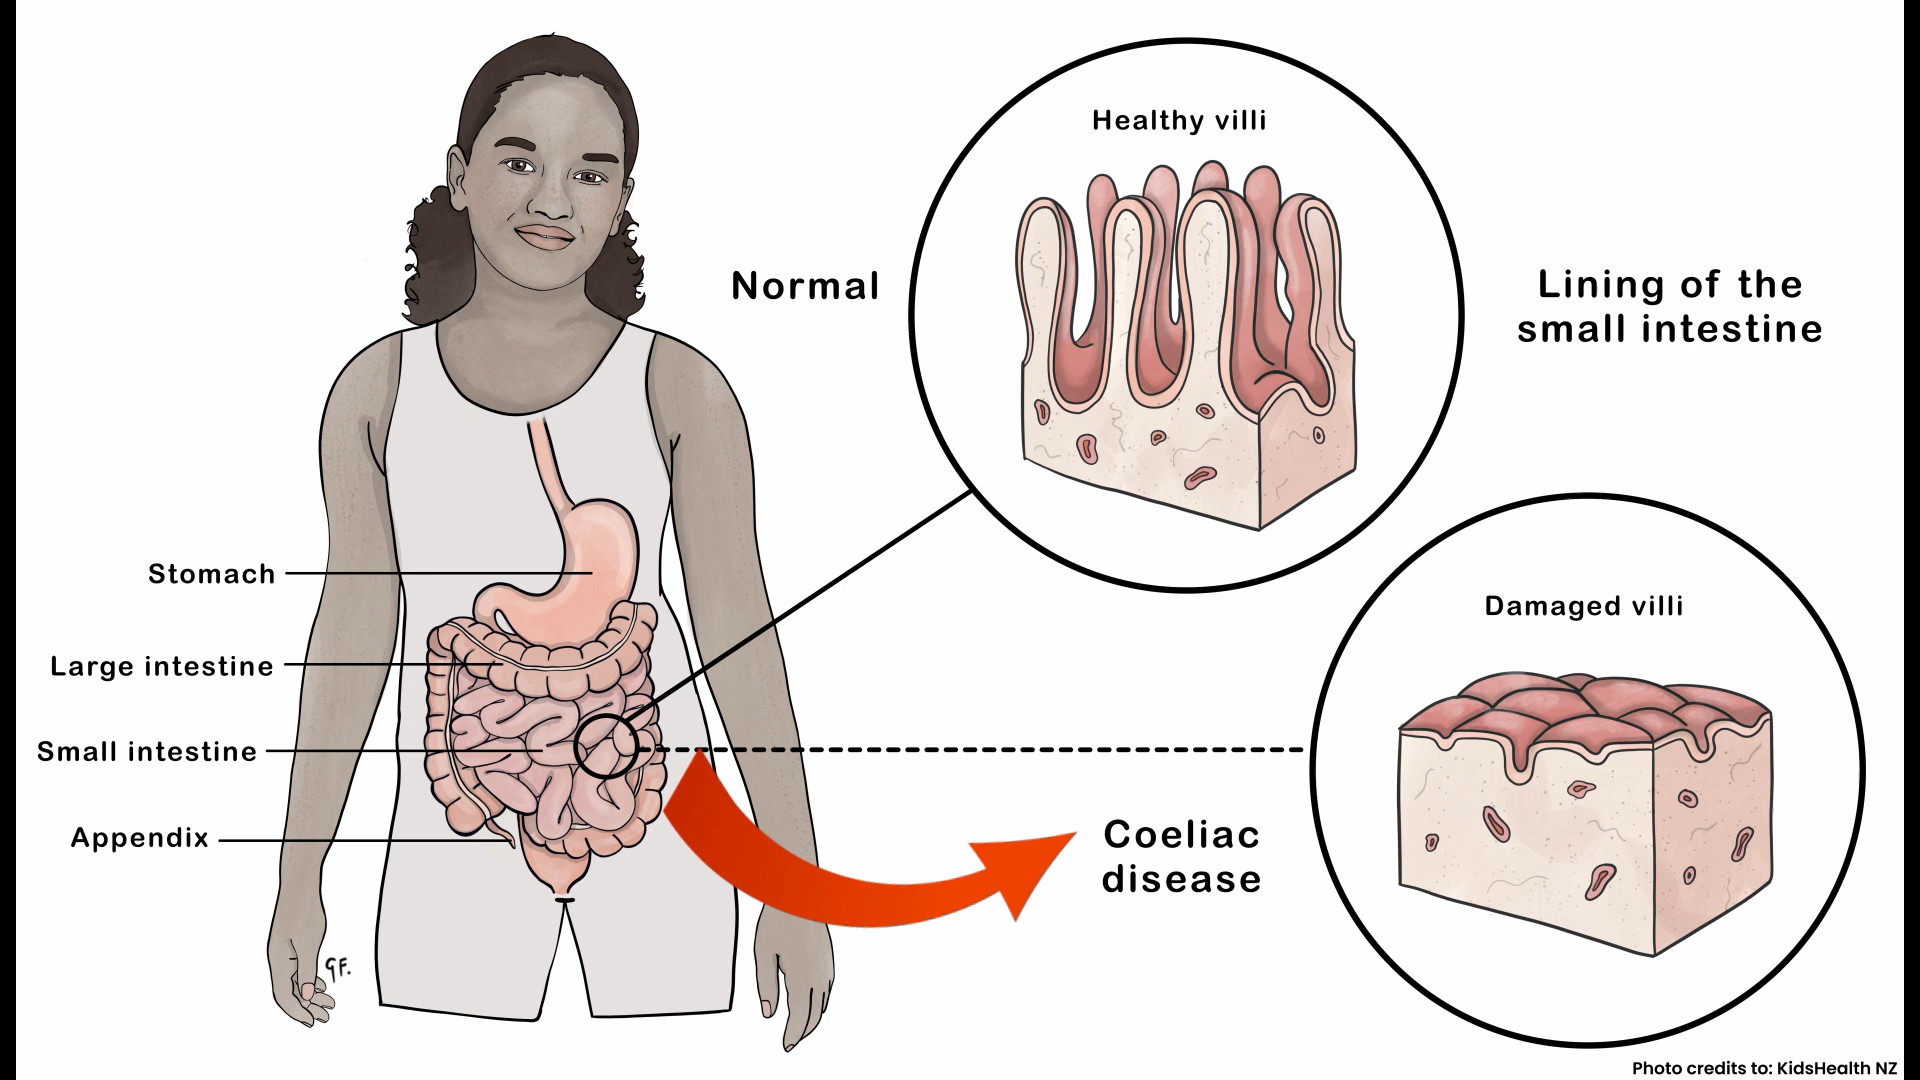 Healthy villi
Normal
Lining of the
small intestine
Stomach
Large intestine
Small intestine
Appendix
Damaged villi
Coeliac
disease
GF.
Photo credits to: KidsHealth NZ